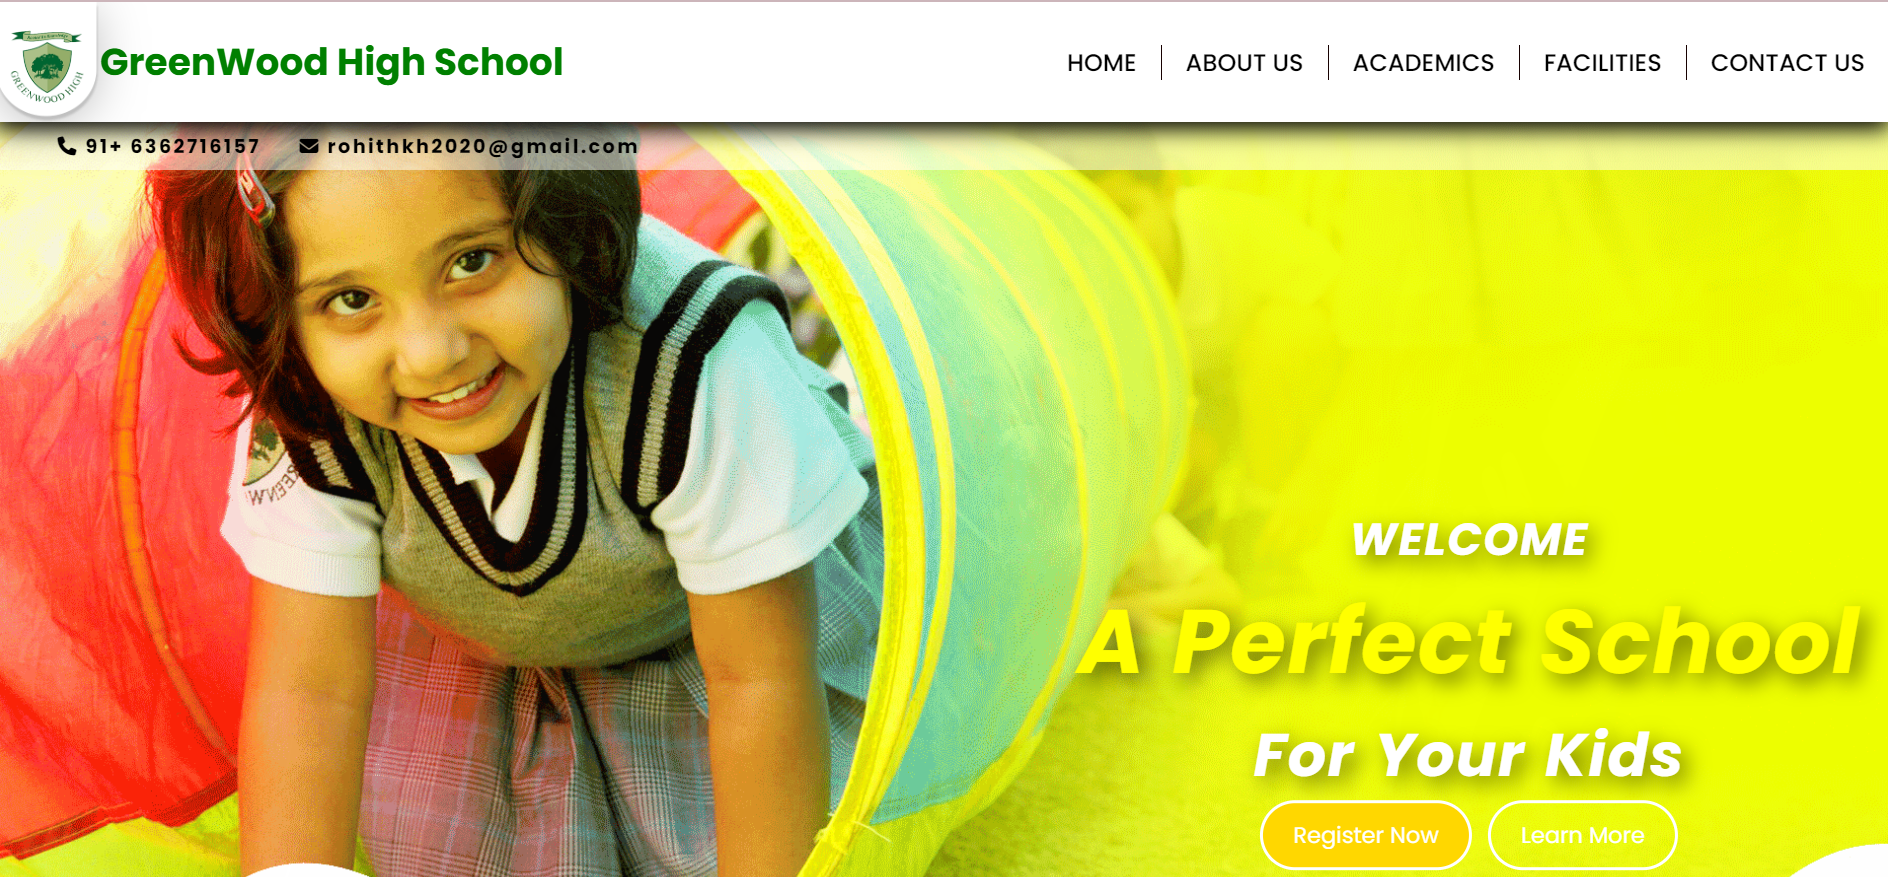 GreenWood High School
HOME
ABOUT US
ACADEMICS
FACILITIES
CONTACT US
GREENWOOD HIGH
91+ 6362716157
rohithkh2020@gmail.com
WELCOME
A Perfect School
For Your Kids
Register Now
Learn More